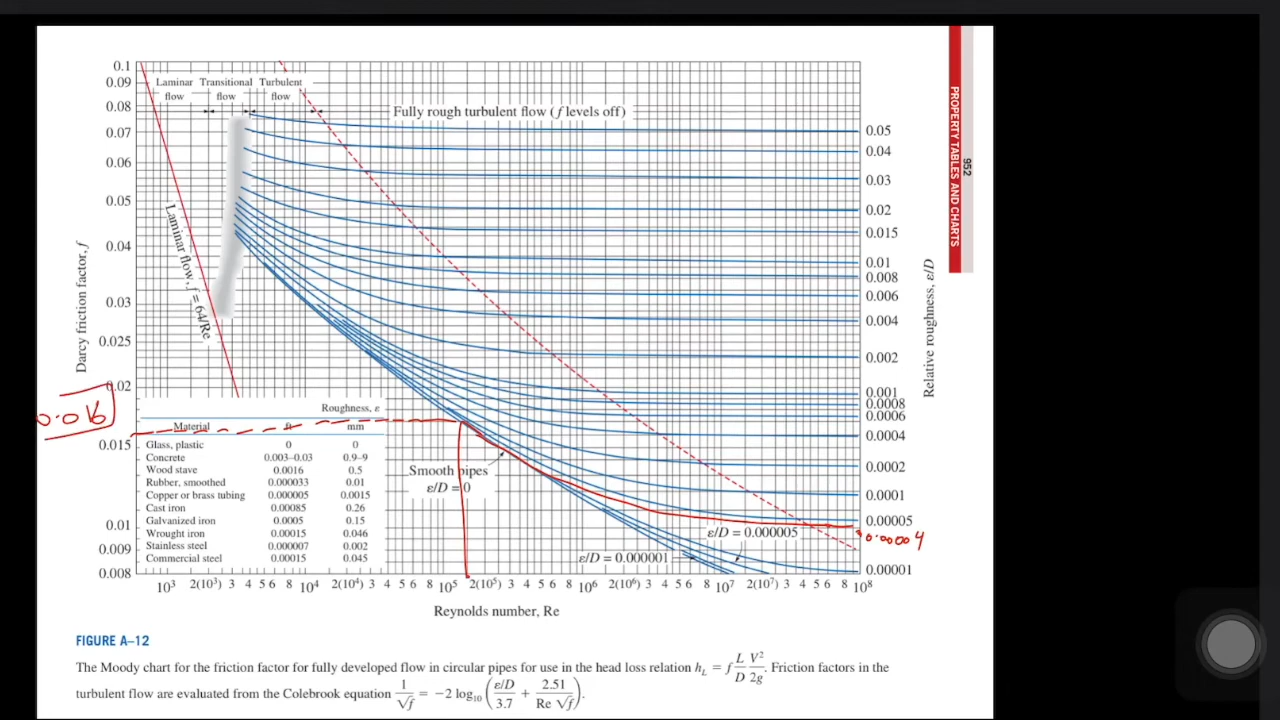 0.1
0.09
0.08
0.07
0.06
0.05
0.04
0.03
0.025
0.02
0.015
0.01
0.009
0.008
Darcy friction factor, f
0.016
Laminar Transitional Turbulent
flow flow flow
Fully rough turbulent flow (f levels off)
Laminar flow, f = 64/Re
0.05
0.04
0.03
0.02
0.015
0.01
0.008
0.006
0.004
0.002
0.001
0.0008
0.0006
0.0004
0.0002
0.0001
0.00005
0.00004
0.00001
Relative roughness, ε/D
952
PROPERTY TABLES AND CHARTS
Roughness, ε
Material ft mm
Glass, plastic 0 0
Concrete 0.003–0.03 0.9–9
Wood stave 0.0016 0.5
Rubber, smoothed 0.000033 0.01
Copper or brass tubing 0.000005 0.0015
Cast iron 0.00085 0.26
Galvanized iron 0.0005 0.15
Wrought iron 0.00015 0.046
Stainless steel 0.000007 0.002
Commercial steel 0.00015 0.045
Smooth pipes
ε/D = 0
ε/D = 0.000005
ε/D = 0.000001
10³ 2(10³) 3 4 5 6 8 10⁴ 2(10⁴) 3 4 5 6 8 10⁵ 2(10⁵) 3 4 5 6 8 10⁶ 2(10⁶) 3 4 5 6 8 10⁷ 2(10⁷) 3 4 5 6 8 10⁸
Reynolds number, Re
FIGURE A–12
The Moody chart for the friction factor for fully developed flow in circular pipes for use in the head loss relation h_L = f L/D V²/2g. Friction factors in the
turbulent flow are evaluated from the Colebrook equation 1/√f = −2 log₁₀(ε/D/3.7 + 2.51/Re √f).